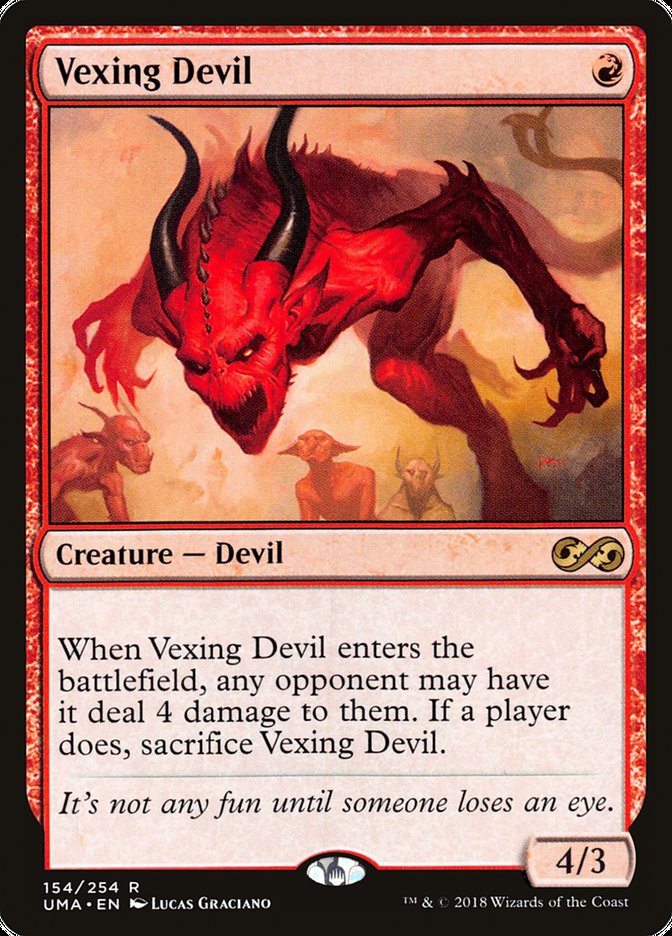 Vexing Devil
Creature — Devil
When Vexing Devil enters the
battlefield, any opponent may have
it deal 4 damage to them. If a player
does, sacrifice Vexing Devil.
It's not any fun until someone loses an eye.
4/3
154/254 R
UMA • EN Lucas Graciano
™ & © 2018 Wizards of the Coast